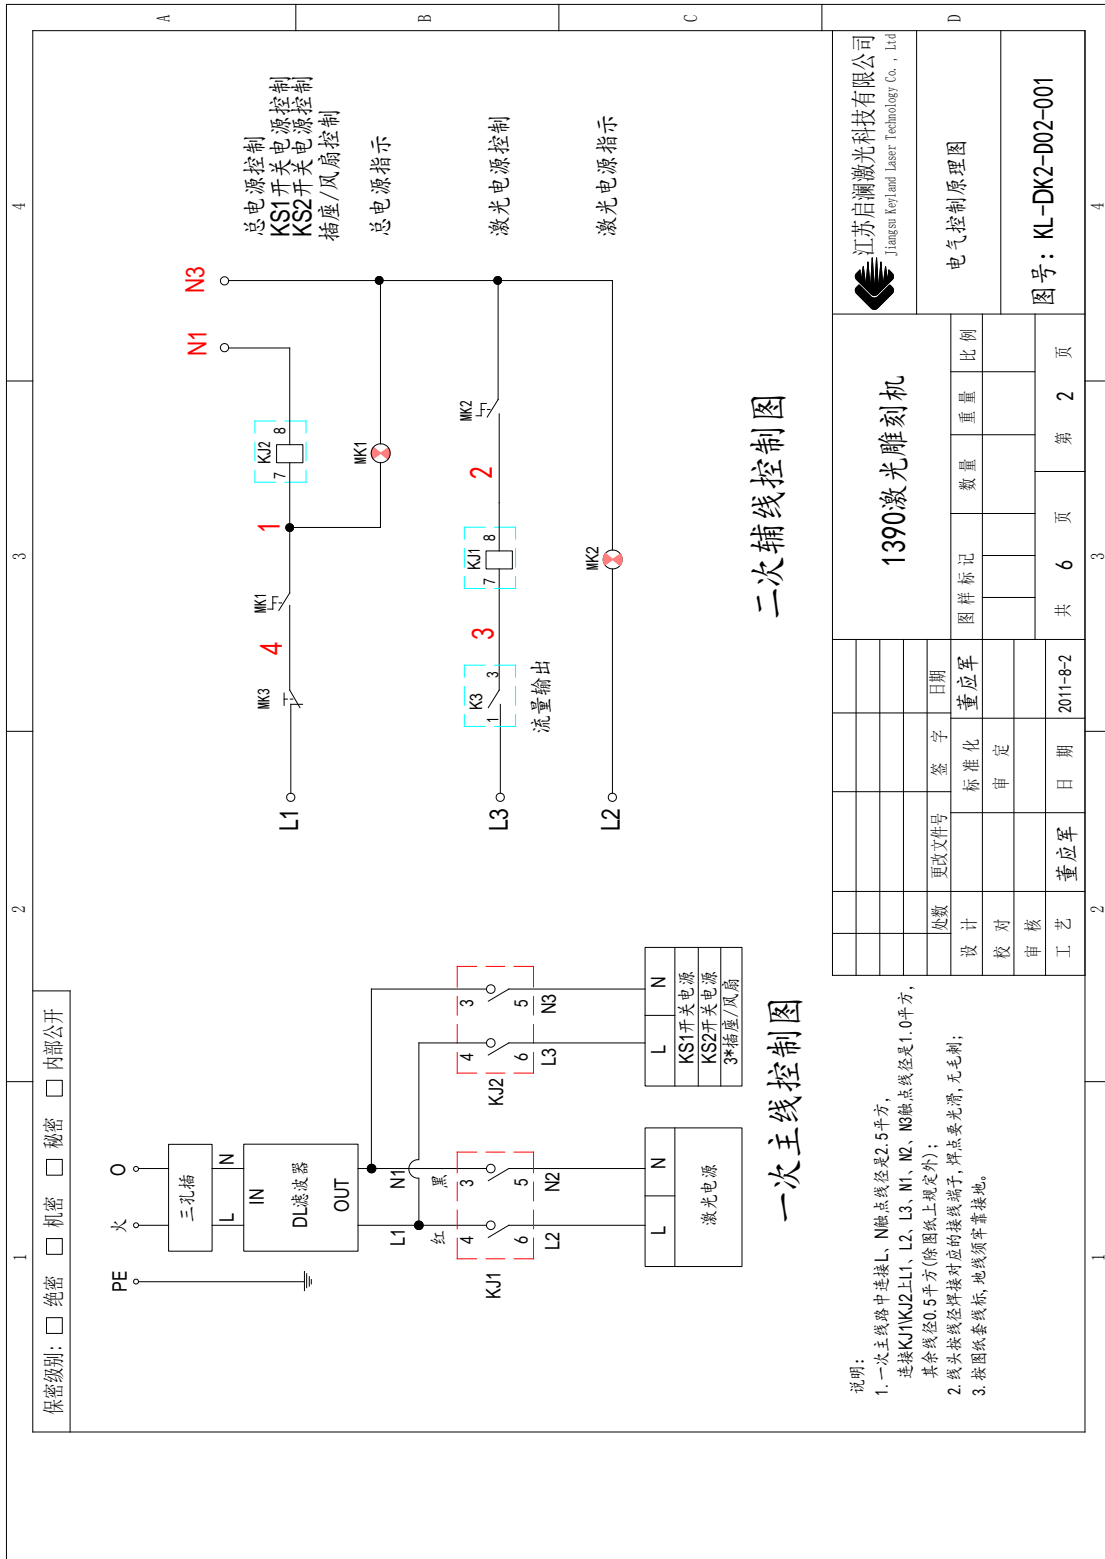 1
2
3
4
A
B
C
D
保密级别: □ 绝密 □ 机密 □ 秘密 □ 内部公开
PE
火
O
三孔插
L
N
IN
DL滤波器
OUT
L1
N1
红
黑
4
3
KJ1
6
5
L2
N2
L
N
激光电源
4
3
KJ2
6
5
L3
N3
L
N
KS1开关电源
KS2开关电源
3*插座/风扇
一次主线控制图
L1
MK3
4
MK1
1
7
KJ2
8
N1
N3
MK1
总电源控制
KS1开关电源控制
KS2开关电源控制
插座/风扇控制
总电源指示
L3
1
K3
3
流量输出
3
7
KJ1
8
2
MK2
激光电源控制
L2
MK2
激光电源指示
二次辅线控制图
说明:
1.一次主线路中连接L、N触点线径是2.5平方,
连接KJ1\KJ2上L1、L2、L3、N1、N2、N3触点线径是1.0平方,
其余线径0.5平方(除图纸上规定外);
2.线头按线径焊接对应的接线端子,焊点要光滑,无毛刺;
3.按图纸套线标,地线须牢靠接地。
处数
更改文件号
签 字
日期
设 计
标准化
董应军
校 对
审 定
审 核
工 艺
董应军
日 期
2011-8-2
1390激光雕刻机
图样标记
数量
重量
比例
共 6 页
第 2 页
江苏启澜激光科技有限公司
Jiangsu Keyland Laser Technology Co., Ltd
电气控制原理图
图号: KL-DK2-D02-001
1
2
3
4